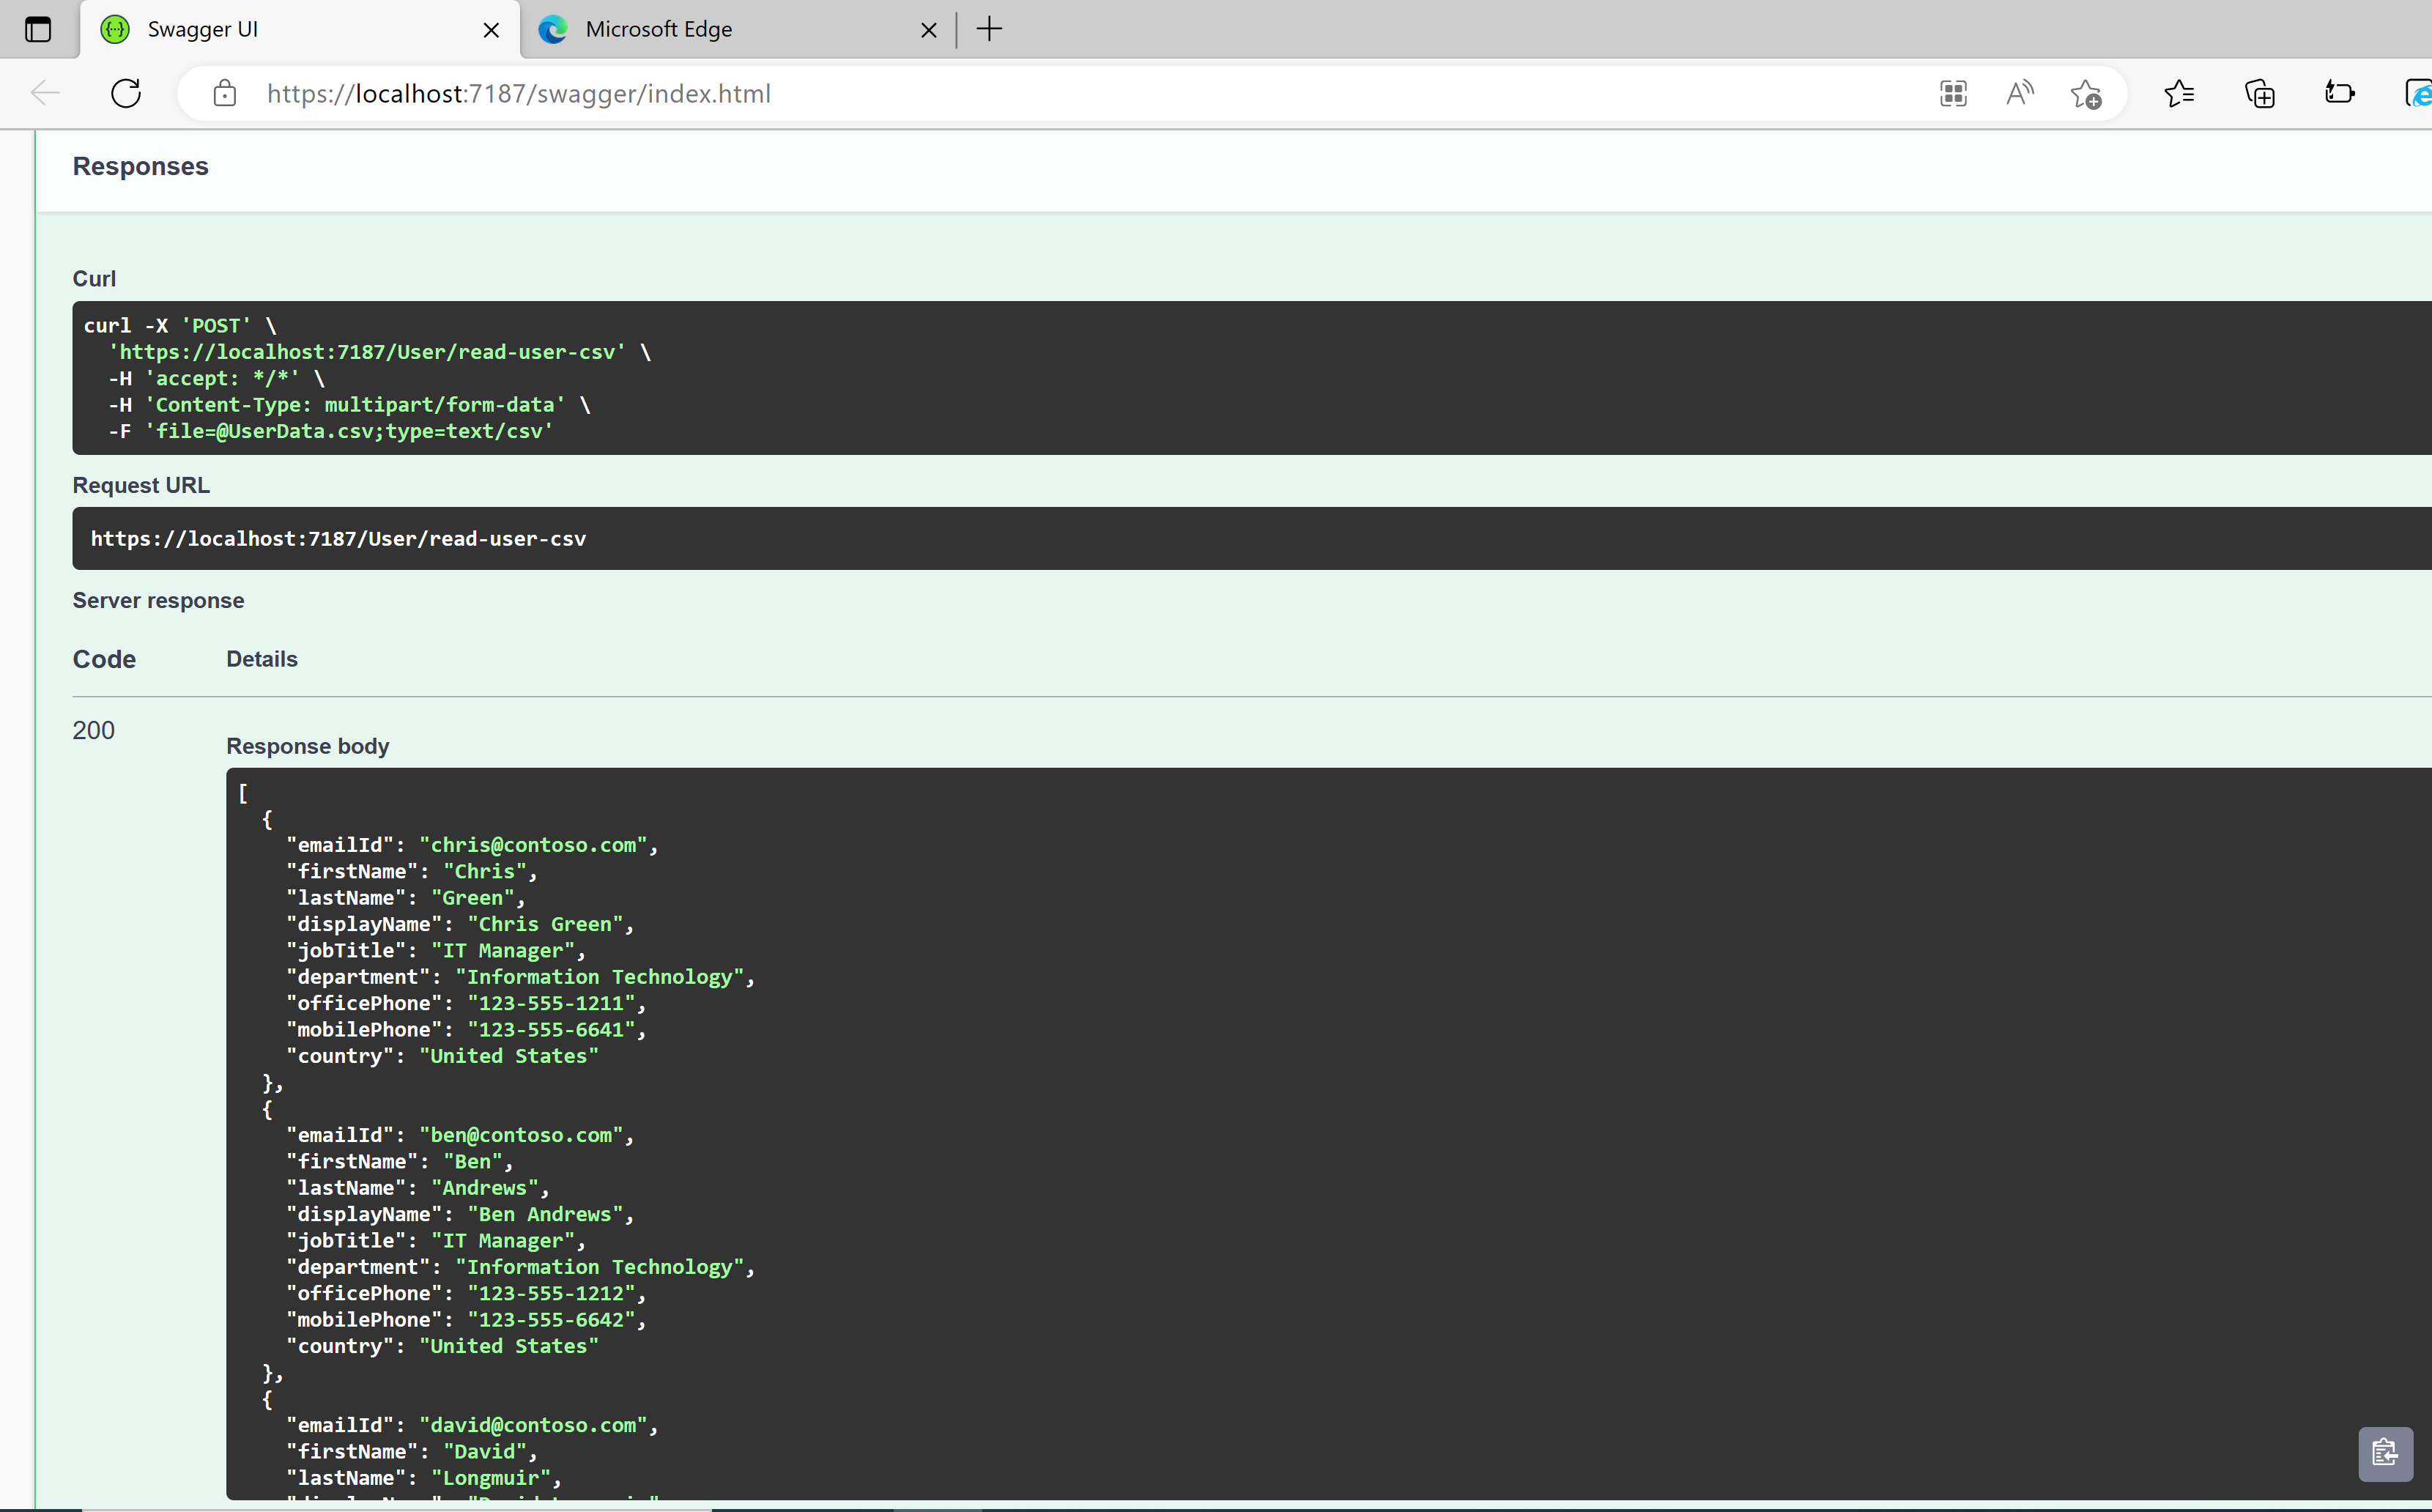 Swagger UI
Microsoft Edge
https://localhost:7187/swagger/index.html
Responses
Curl
curl -X 'POST' \
'https://localhost:7187/User/read-user-csv' \
-H 'accept: */*' \
-H 'Content-Type: multipart/form-data' \
-F 'file=@UserData.csv;type=text/csv'
Request URL
https://localhost:7187/User/read-user-csv
Server response
Code Details
200
Response body
[
{
"emailId": "chris@contoso.com",
"firstName": "Chris",
"lastName": "Green",
"displayName": "Chris Green",
"jobTitle": "IT Manager",
"department": "Information Technology",
"officePhone": "123-555-1211",
"mobilePhone": "123-555-6641",
"country": "United States"
},
{
"emailId": "ben@contoso.com",
"firstName": "Ben",
"lastName": "Andrews",
"displayName": "Ben Andrews",
"jobTitle": "IT Manager",
"department": "Information Technology",
"officePhone": "123-555-1212",
"mobilePhone": "123-555-6642",
"country": "United States"
},
{
"emailId": "david@contoso.com",
"firstName": "David",
"lastName": "Longmuir",